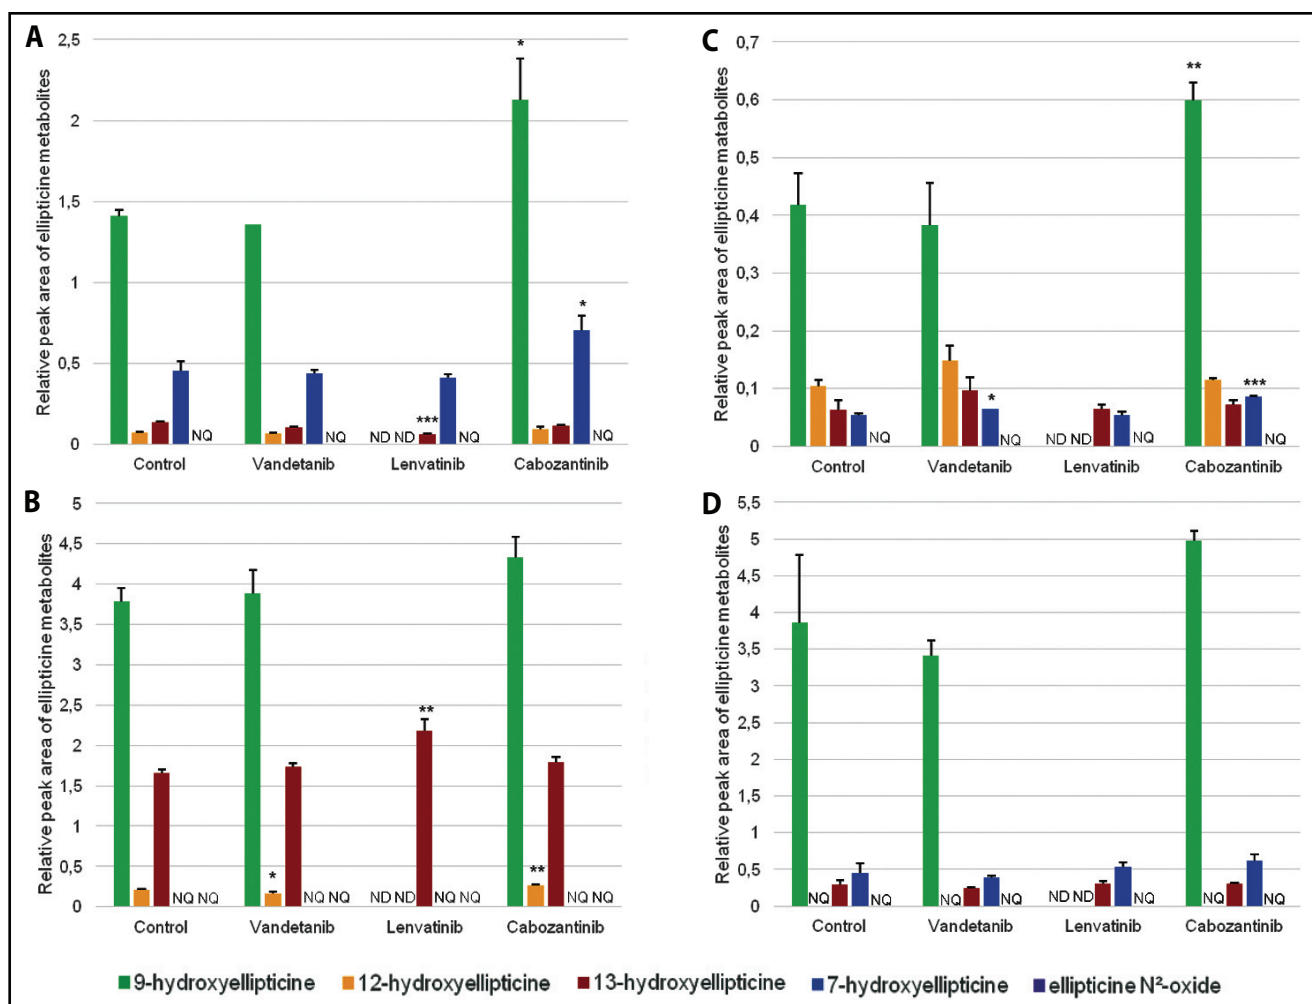 A
Relative peak area of ellipticine metabolites
2,5
2
1,5
1
0,5
0
*
*
***
NQ
NQ
ND ND
NQ
NQ
Control
Vandetanib
Lenvatinib
Cabozantinib
C
Relative peak area of ellipticine matabolites
0,7
0,6
0,5
0,4
0,3
0,2
0,1
0
**
*
***
NQ
NQ
ND ND
NQ
NQ
Control
Vandetanib
Lenvatinib
Cabozantinib
B
Relative peak area of ellipticine metabolites
5
4,5
4
3,5
3
2,5
2
1,5
1
0,5
0
*
**
**
NQ NQ
NQ NQ
ND ND
NQ NQ
NQ NQ
Control
Vandetanib
Lenvatinib
Cabozantinib
D
Relative peak area of ellipticine metabolites
5,5
5
4,5
4
3,5
3
2,5
2
1,5
1
0,5
0
NQ
NQ
NQ
NQ
ND ND
NQ
NQ
NQ
Control
Vandetanib
Lenvatinib
Cabozantinib
9-hydroxyellipticine 12-hydroxyellipticine 13-hydroxyellipticine 7-hydroxyellipticine ellipticine N²-oxide